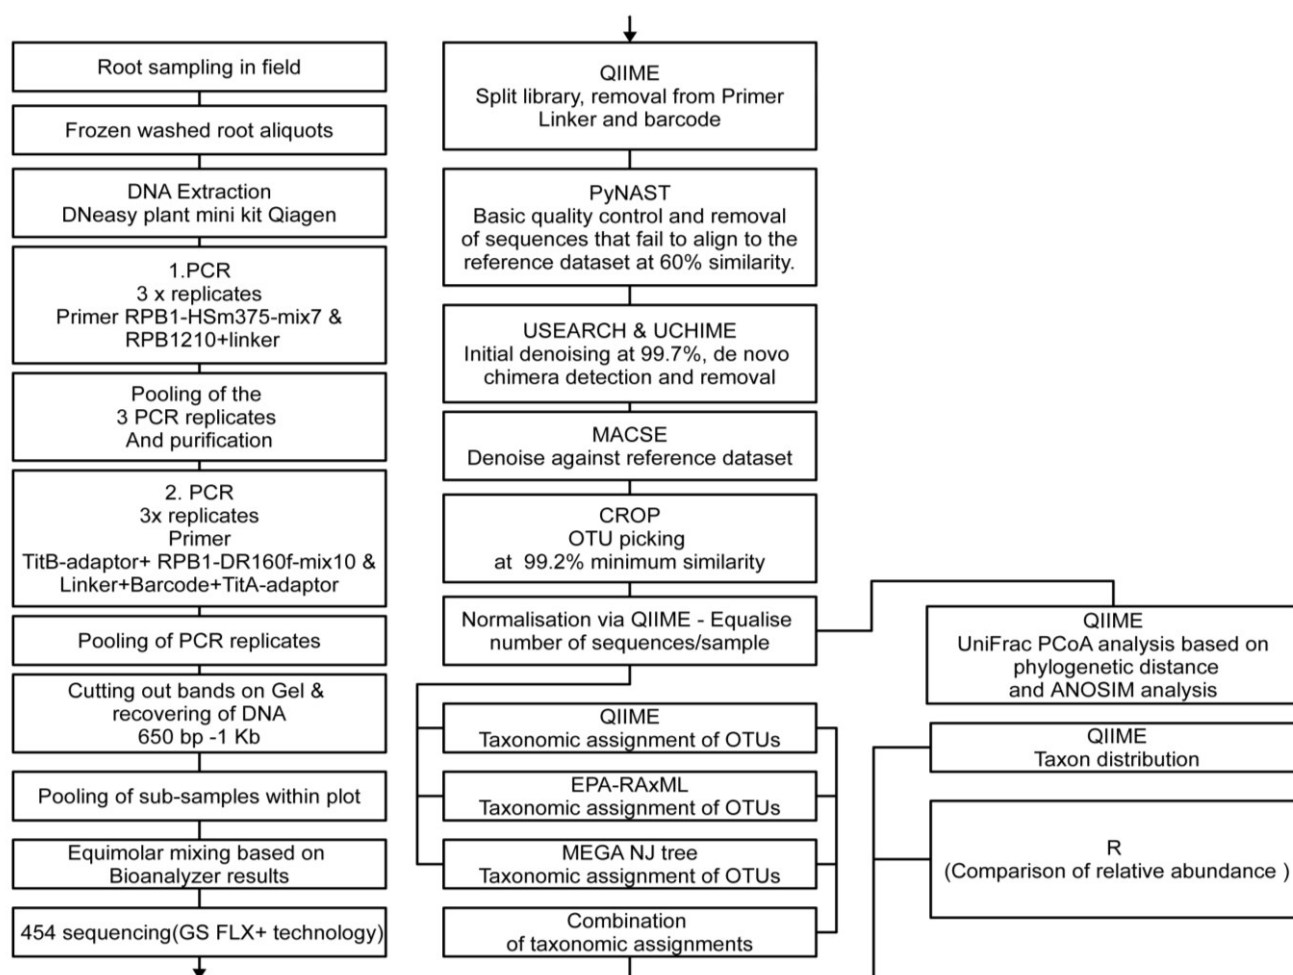 Root sampling in field
Frozen washed root aliquots
DNA Extraction
DNeasy plant mini kit Qiagen
1.PCR
3 x replicates
Primer RPB1-HSm375-mix7 &
RPB1210+linker
Pooling of the
3 PCR replicates
And purification
2. PCR
3x replicates
Primer
TitB-adaptor+ RPB1-DR160f-mix10 &
Linker+Barcode+TitA-adaptor
Pooling of PCR replicates
Cutting out bands on Gel &
recovering of DNA
650 bp -1 Kb
Pooling of sub-samples within plot
Equimolar mixing based on
Bioanalyzer results
454 sequencing(GS FLX+ technology)
QIIME
Split library, removal from Primer
Linker and barcode
PyNAST
Basic quality control and removal
of sequences that fail to align to the
reference dataset at 60% similarity.
USEARCH & UCHIME
Initial denoising at 99.7%, de novo
chimera detection and removal
MACSE
Denoise against reference dataset
CROP
OTU picking
at 99.2% minimum similarity
Normalisation via QIIME - Equalise
number of sequences/sample
QIIME
Taxonomic assignment of OTUs
EPA-RAxML
Taxonomic assignment of OTUs
MEGA NJ tree
Taxonomic assignment of OTUs
Combination
of taxonomic assignments
QIIME
UniFrac PCoA analysis based on
phylogenetic distance
and ANOSIM analysis
QIIME
Taxon distribution
R
(Comparison of relative abundance )